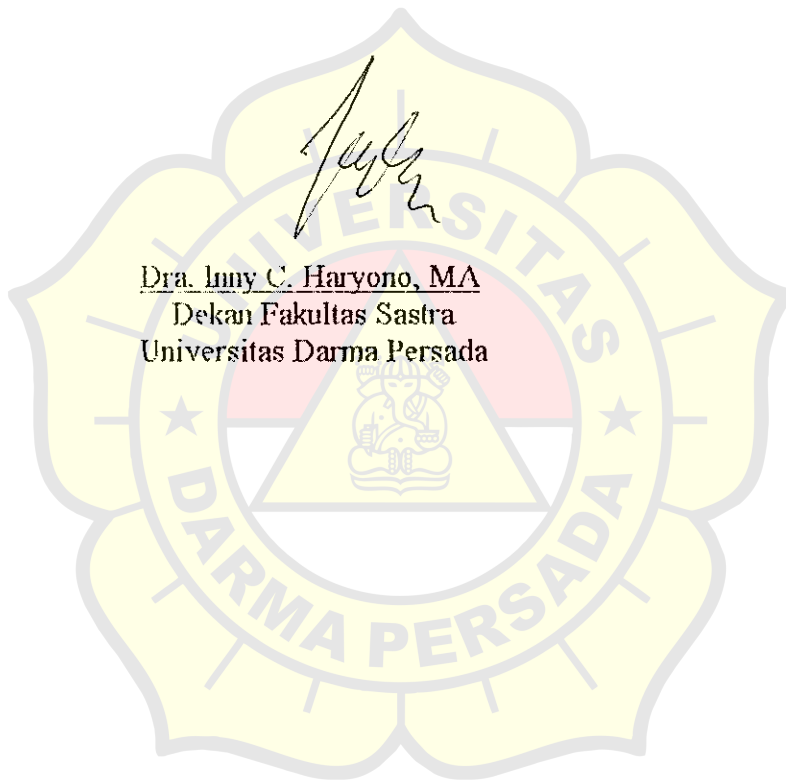 Dra. Inny C. Haryono, MA
Dekan Fakultas Sastra
Universitas Darma Persada
UNIVERSITAS
DARMA PERSADA